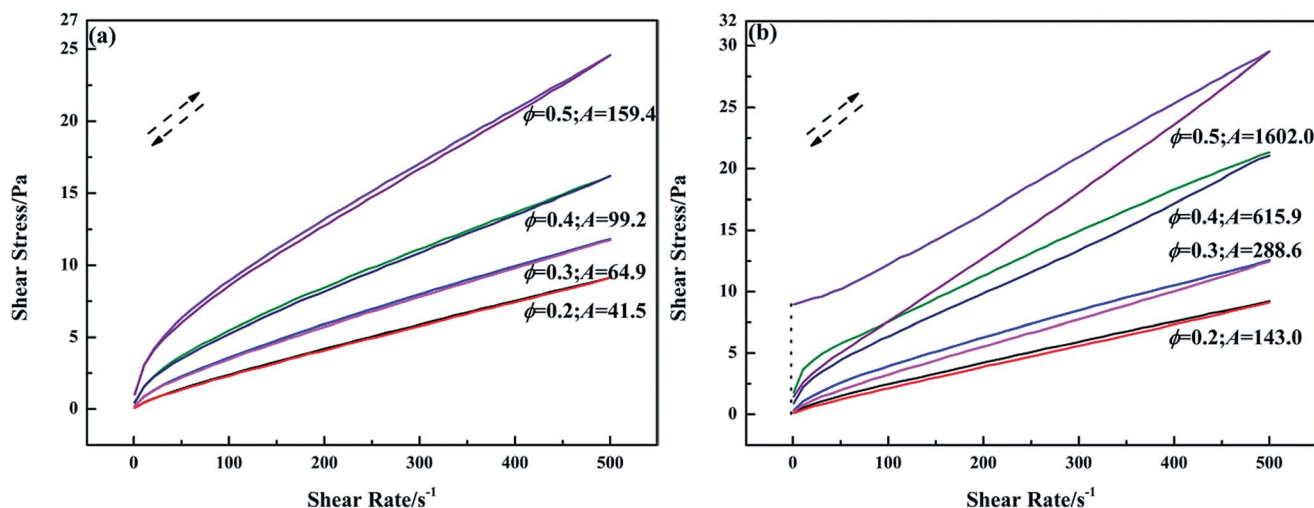 (a)
Shear Stress/Pa
27
25
20
15
10
5
0
ϕ=0.5;A=159.4
ϕ=0.4;A=99.2
ϕ=0.3;A=64.9
ϕ=0.2;A=41.5
0 100 200 300 400 500
Shear Rate/s⁻¹
(b)
Shear Stress/Pa
32
30
25
20
15
10
5
0
ϕ=0.5;A=1602.0
ϕ=0.4;A=615.9
ϕ=0.3;A=288.6
ϕ=0.2;A=143.0
0 100 200 300 400 500
Shear Rate/s⁻¹